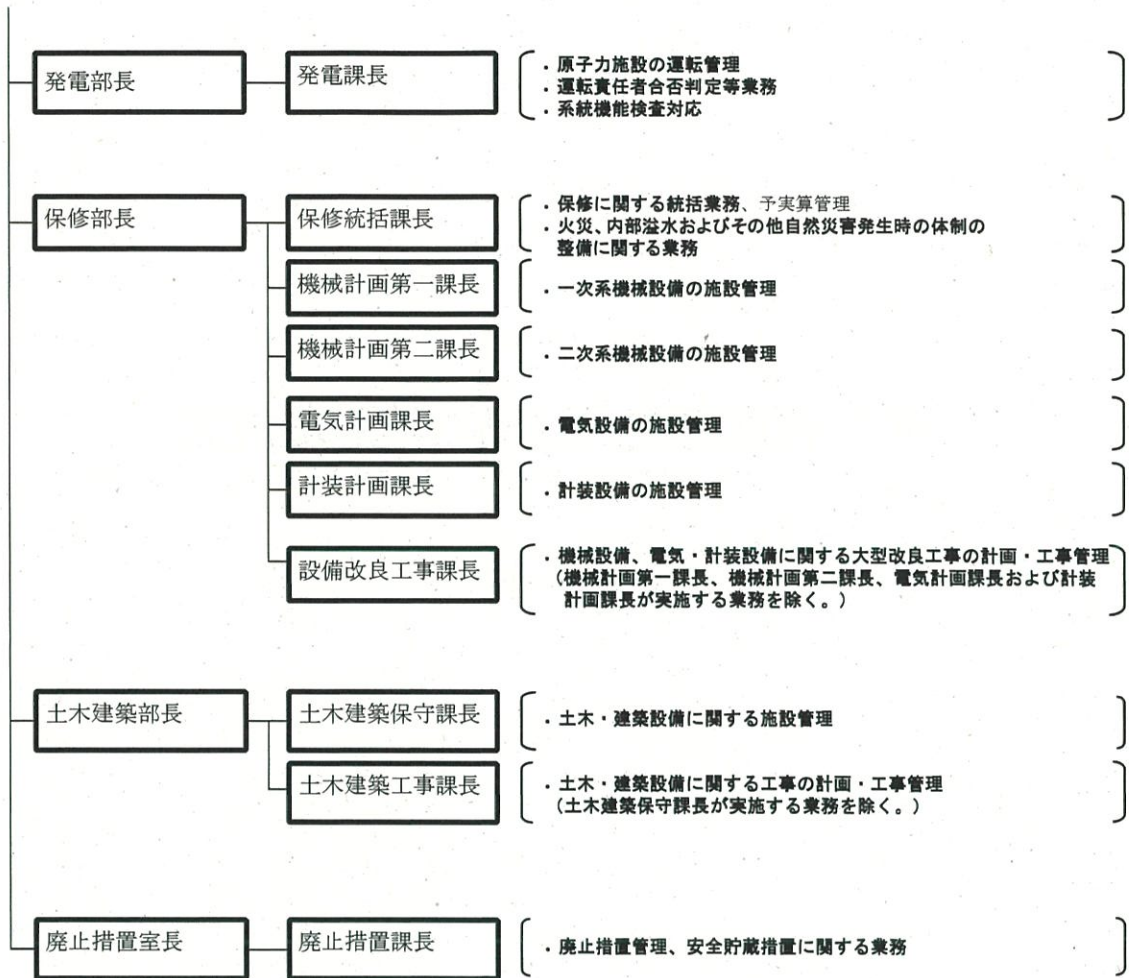 発電部長
発電課長
・原子力施設の運転管理
・運転責任者合否判定等業務
・系統機能検査対応
保修部長
保修統括課長
・保修に関する統括業務、予実算管理
・火災、内部溢水およびその他自然災害発生時の体制の
整備に関する業務
機械計画第一課長
・一次系機械設備の施設管理
機械計画第二課長
・二次系機械設備の施設管理
電気計画課長
・電気設備の施設管理
計装計画課長
・計装設備の施設管理
設備改良工事課長
・機械設備、電気・計装設備に関する大型改良工事の計画・工事管理
(機械計画第一課長、機械計画第二課長、電気計画課長および計装
計画課長が実施する業務を除く。)
土木建築部長
土木建築保守課長
・土木・建築設備に関する施設管理
土木建築工事課長
・土木・建築設備に関する工事の計画・工事管理
(土木建築保守課長が実施する業務を除く。)
廃止措置室長
廃止措置課長
・廃止措置管理、安全貯蔵措置に関する業務